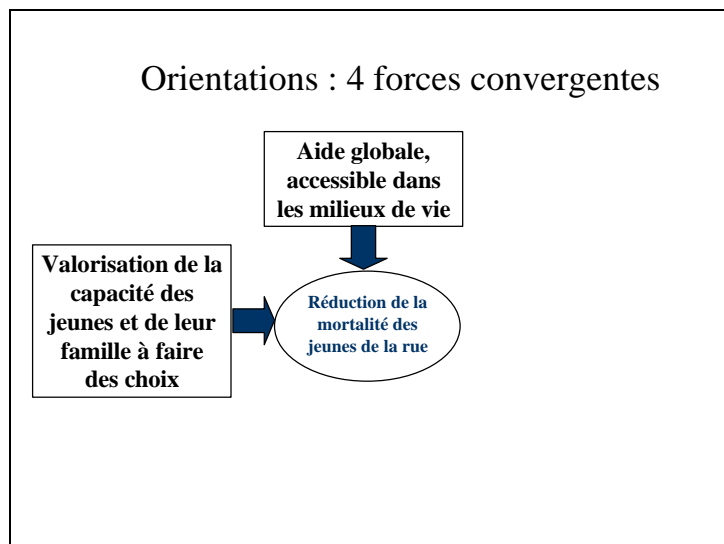 Orientations : 4 forces convergentes
Aide globale,
accessible dans
les milieux de vie
Valorisation de la
capacité des
jeunes et de leur
famille à faire
des choix
Réduction de la
mortalité des
jeunes de la rue